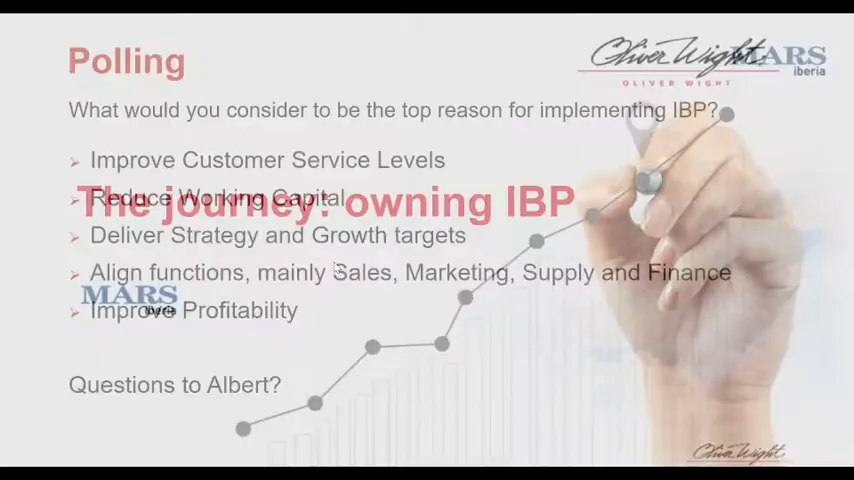 Polling
Oliver Wight
MARS
iberia
OLIVER WIGHT
What would you consider to be the top reason for implementing IBP?
Improve Customer Service Levels
Reduce Working Capital
The journey: owning IBP
Deliver Strategy and Growth targets
Align functions, mainly Sales, Marketing, Supply and Finance
MARS
iberia
Improve Profitability
Questions to Albert?
Oliver Wight